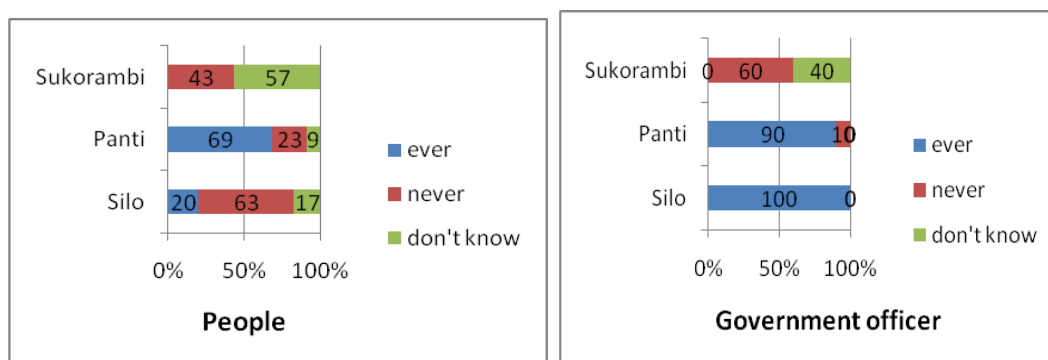 Sukorambi 43 57
Panti 69 23 9
Silo 20 63 17
ever
never
don't know
0% 50% 100%
People
Sukorambi 0 60 40
Panti 90 10 0
Silo 100 0
ever
never
don't know
0% 50% 100%
Government officer